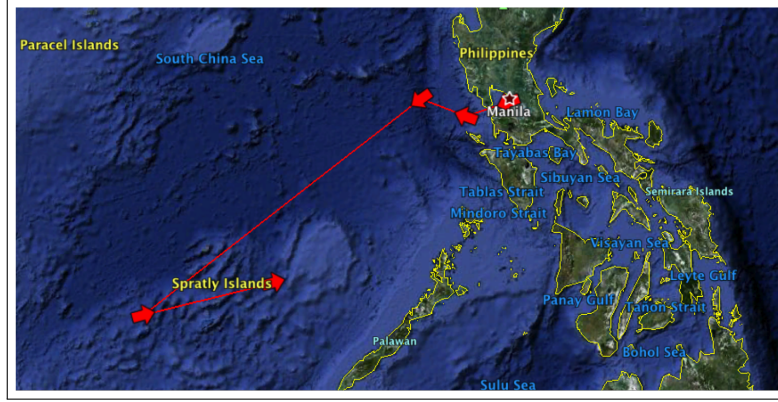 Paracel Islands
South China Sea
Philippines
Manila
Lamon Bay
Tayabas Bay
Sibuyan Sea
Tablas Strait
Semirara Islands
Mindoro Strait
Visayan Sea
Spratly Islands
Leyte Gulf
Panay Gulf
Tanon Strait
Palawan
Bohol Sea
Sulu Sea